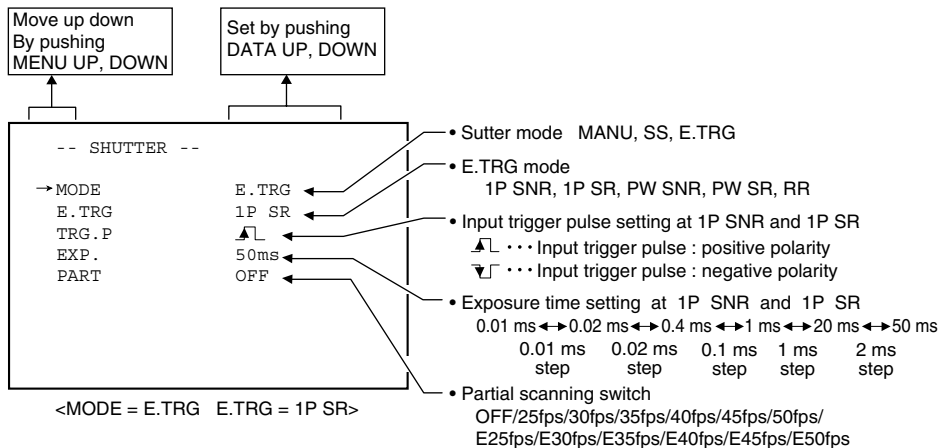 Move up down
By pushing
MENU UP, DOWN
Set by pushing
DATA UP, DOWN
-- SHUTTER --
→MODE E.TRG
E.TRG 1P SR
TRG.P
EXP. 50ms
PART OFF
<MODE = E.TRG E.TRG = 1P SR>
• Sutter mode MANU, SS, E.TRG
• E.TRG mode
1P SNR, 1P SR, PW SNR, PW SR, RR
• Input trigger pulse setting at 1P SNR and 1P SR
··· Input trigger pulse : positive polarity
··· Input trigger pulse : negative polarity
• Exposure time setting at 1P SNR and 1P SR
0.01 ms↔0.02 ms↔0.4 ms↔1 ms↔20 ms↔50 ms
0.01 ms 0.02 ms 0.1 ms 1 ms 2 ms
step step step step step
• Partial scanning switch
OFF/25fps/30fps/35fps/40fps/45fps/50fps/
E25fps/E30fps/E35fps/E40fps/E45fps/E50fps